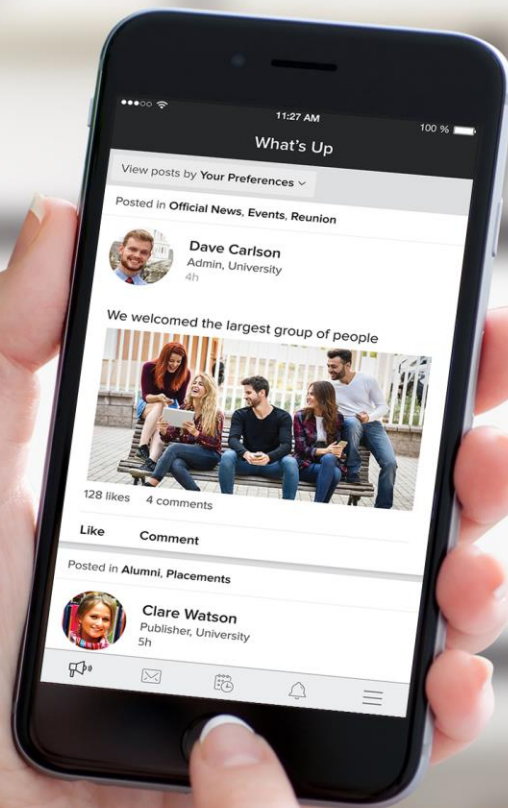 11:27 AM
100 %
What's Up
View posts by Your Preferences
Posted in Official News, Events, Reunion
Dave Carlson
Admin, University
4h
We welcomed the largest group of people
128 likes 4 comments
Like Comment
Posted in Alumni, Placements
Clare Watson
Publisher, University
5h